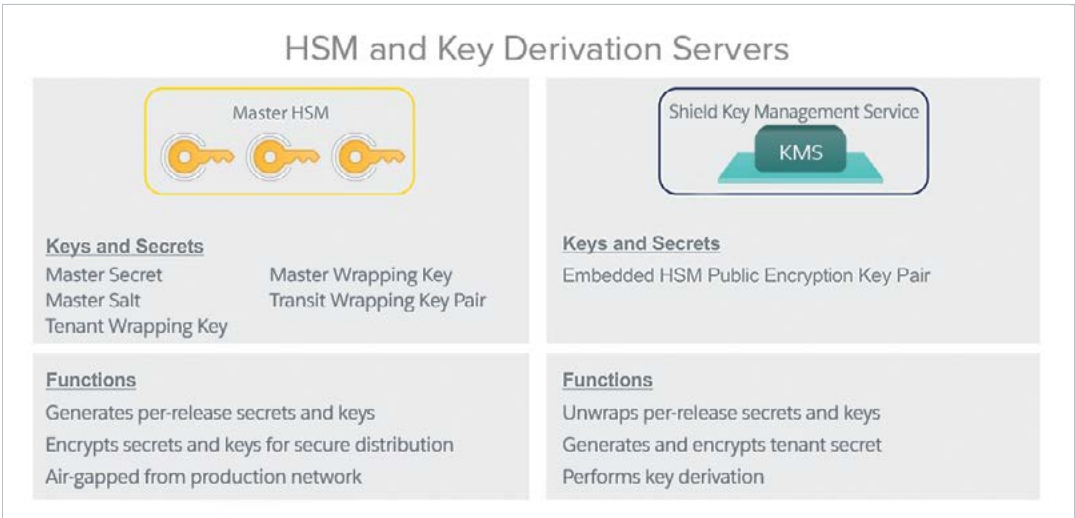 HSM and Key Derivation Servers
Master HSM
Keys and Secrets
Master Secret
Master Wrapping Key
Master Salt
Transit Wrapping Key Pair
Tenant Wrapping Key
Functions
Generates per-release secrets and keys
Encrypts secrets and keys for secure distribution
Air-gapped from production network
Shield Key Management Service
KMS
Keys and Secrets
Embedded HSM Public Encryption Key Pair
Functions
Unwraps per-release secrets and keys
Generates and encrypts tenant secret
Performs key derivation